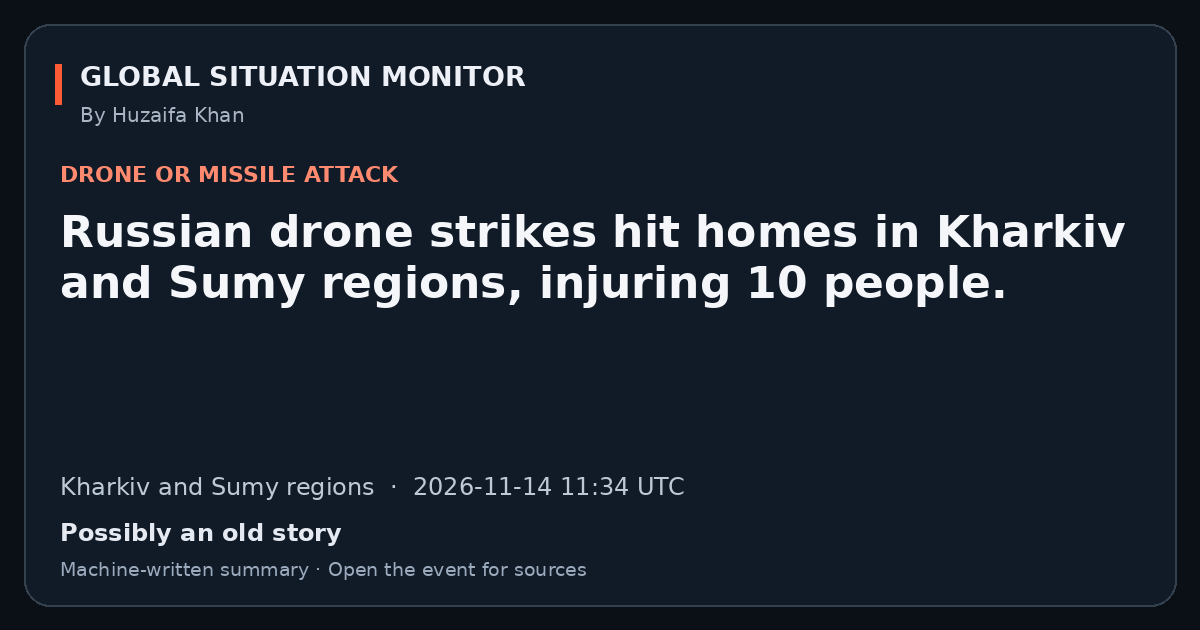 GLOBAL SITUATION MONITOR
By Huzaifa Khan
DRONE OR MISSILE ATTACK
Russian drone strikes hit homes in Kharkiv
and Sumy regions, injuring 10 people.
Kharkiv and Sumy regions · 2026-11-14 11:34 UTC
Possibly an old story
Machine-written summary · Open the event for sources